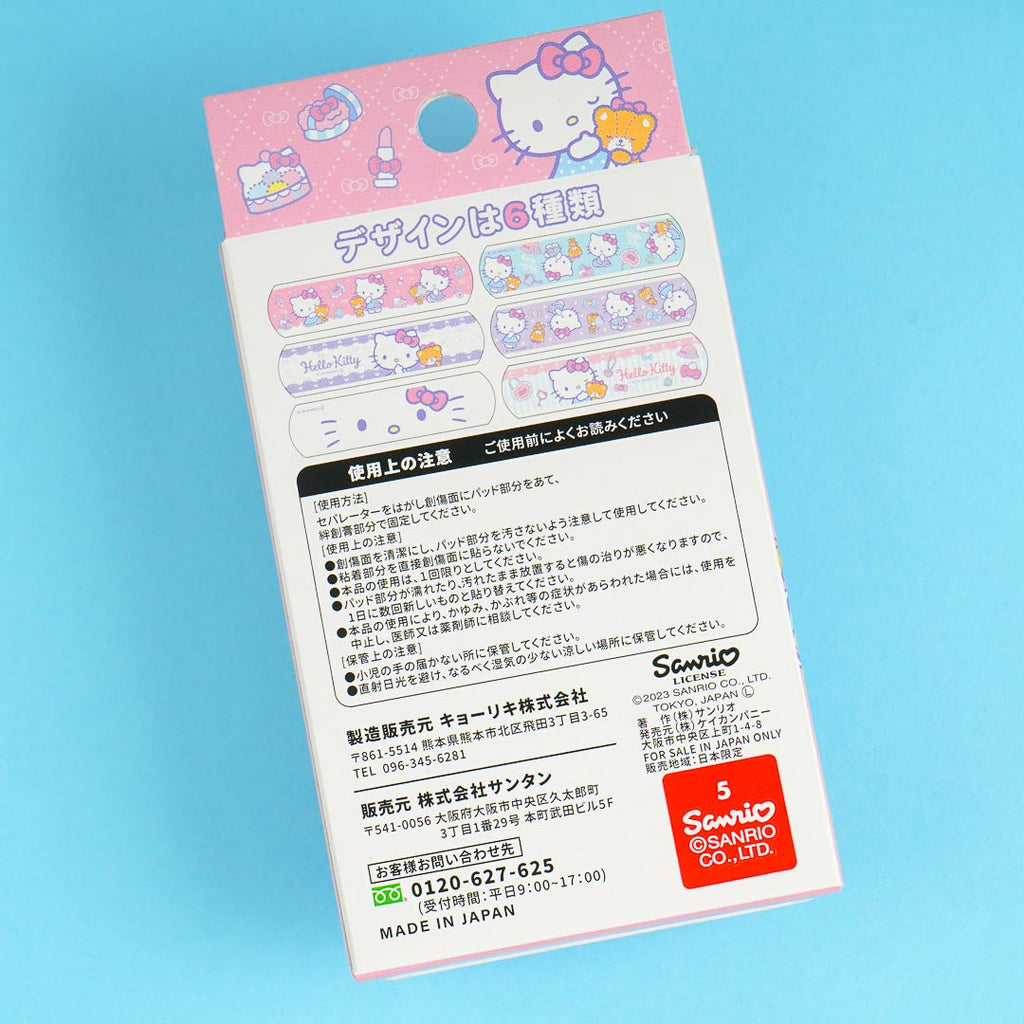 デザインは6種類
Hello Kitty
Hello Kitty
使用上の注意 ご使用前によくお読みください
[使用方法]
セパレーターをはがし創傷面にパッド部分をあて、
絆創膏部分で固定してください。
[使用上の注意]
●創傷面を清潔にし、パッド部分を汚さないよう注意して使用してください。
●粘着部分を直接創傷面に貼らないでください。
●本品の使用は、1回限りとしてください。
●パッド部分が濡れたり、汚れたまま放置すると傷の治りが悪くなりますので、
1日に数回新しいものと貼り替えてください。
●本品の使用により、かゆみ、かぶれ等の症状があらわれた場合には、使用を
中止し、医師又は薬剤師に相談してください。
[保管上の注意]
●小児の手の届かない所に保管してください。
●直射日光を避け、なるべく湿気の少ない涼しい場所に保管してください。
製造販売元 キョーリキ株式会社
〒861-5514 熊本県熊本市北区飛田3丁目3-65
TEL 096-345-6281
販売元 株式会社サンタン
〒541-0056 大阪府大阪市中央区久太郎町
3丁目1番29号 本町武田ビル5F
お客様お問い合わせ先
0120-627-625
(受付時間:平日9:00~17:00)
MADE IN JAPAN
Sanrio
LICENSE
©2023 SANRIO CO., LTD.
TOKYO, JAPAN Ⓛ
著 作(株)サンリオ
発売元(株)ケイカンパニー
大阪市中央区上町1-4-8
FOR SALE IN JAPAN ONLY
販売地域:日本限定
5
Sanrio
©SANRIO
CO., LTD.